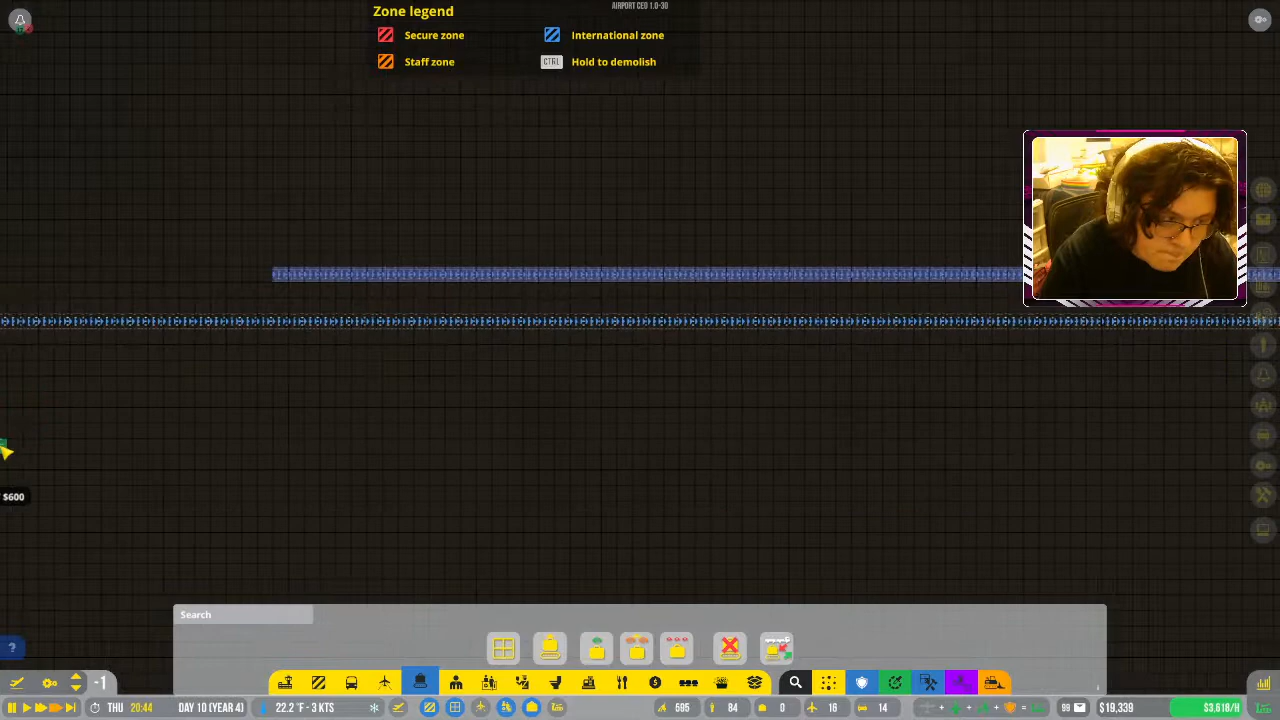 AIRPORT CEO 1.0-30
Zone legend
Secure zone
International zone
Staff zone
CTRL
Hold to demolish
$600
Search
?
-1
THU
20:44
DAY 10 (YEAR 4)
22.2 °F - 3 KTS
595
84
0
16
14
99
$19,339
$3,618/H